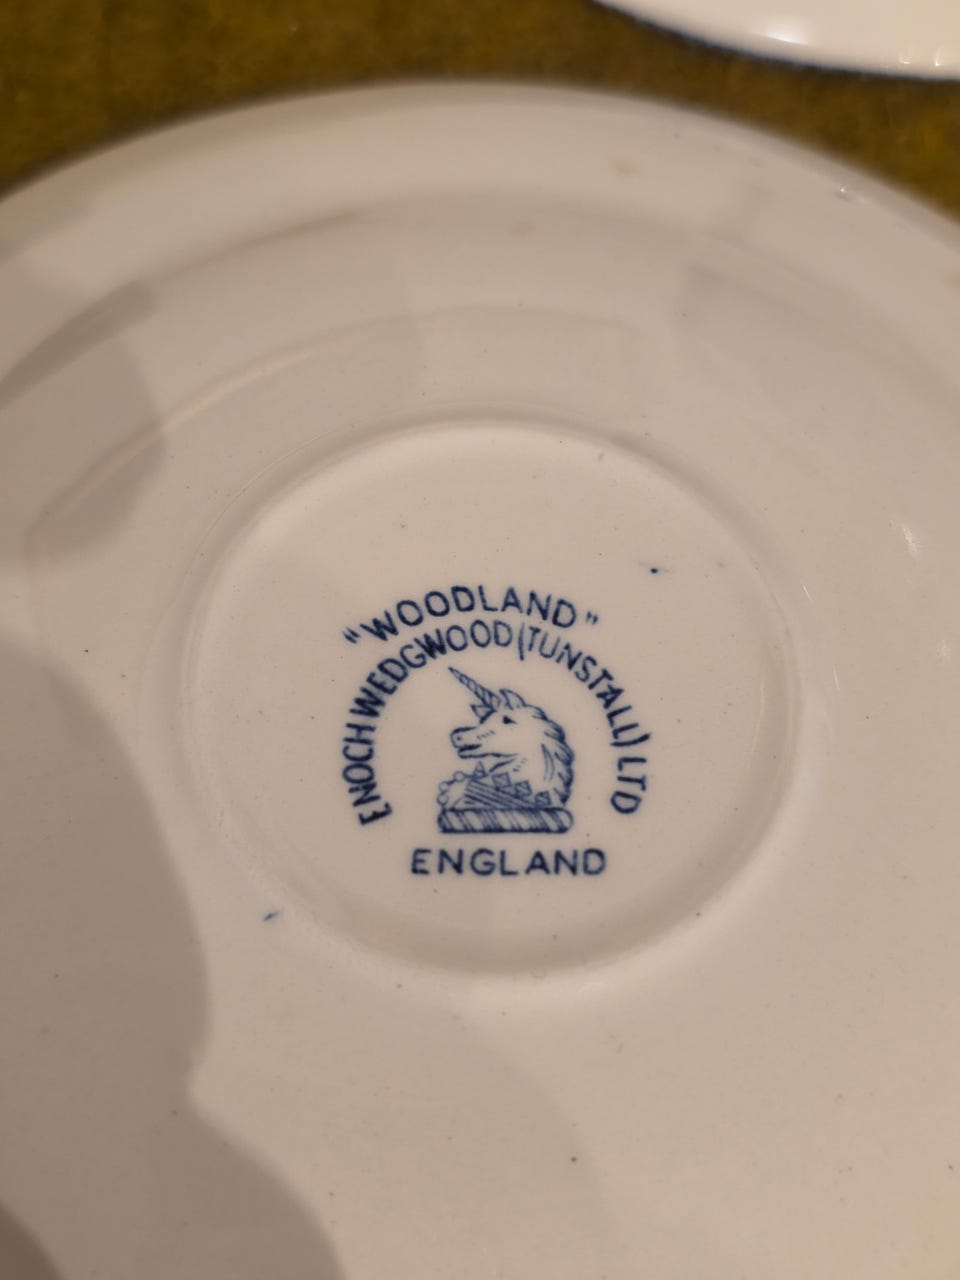 "WOODLAND"
ENOCH WEDGWOOD (TUNSTALL) LTD
ENGLAND